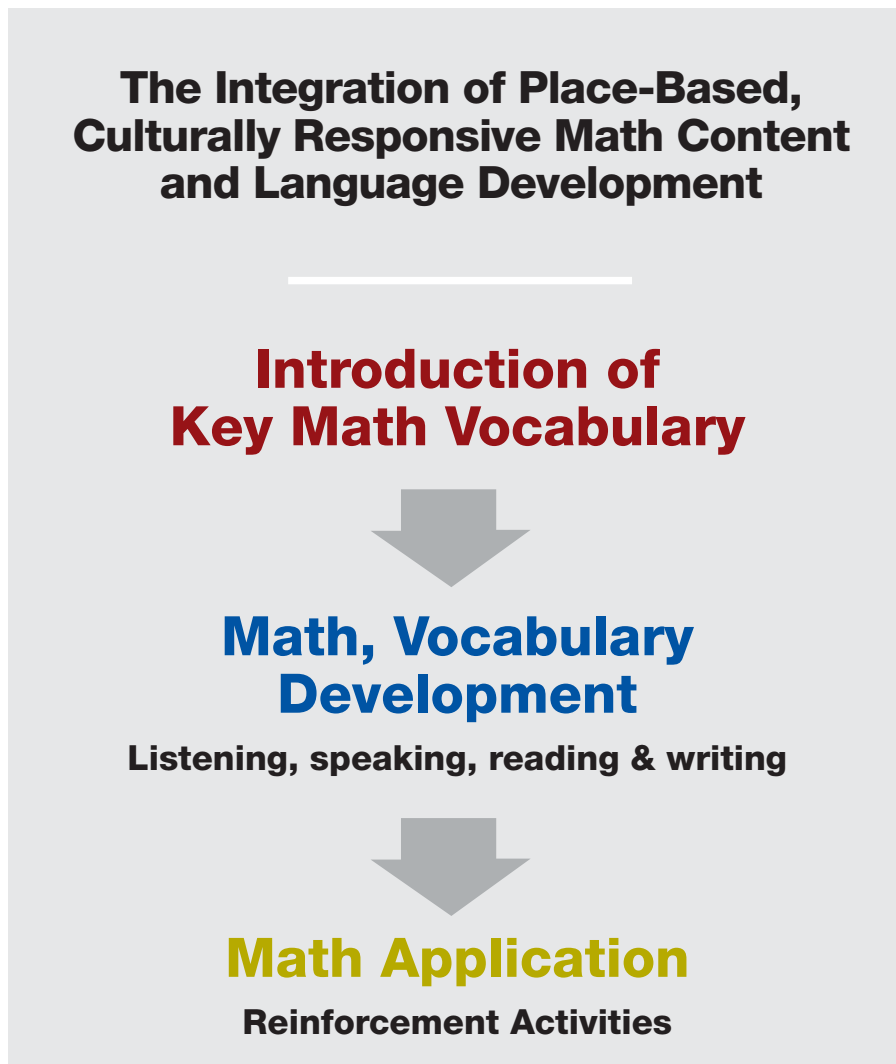 The Integration of Place-Based,
Culturally Responsive Math Content
and Language Development
Introduction of
Key Math Vocabulary
Math, Vocabulary
Development
Listening, speaking, reading & writing
Math Application
Reinforcement Activities